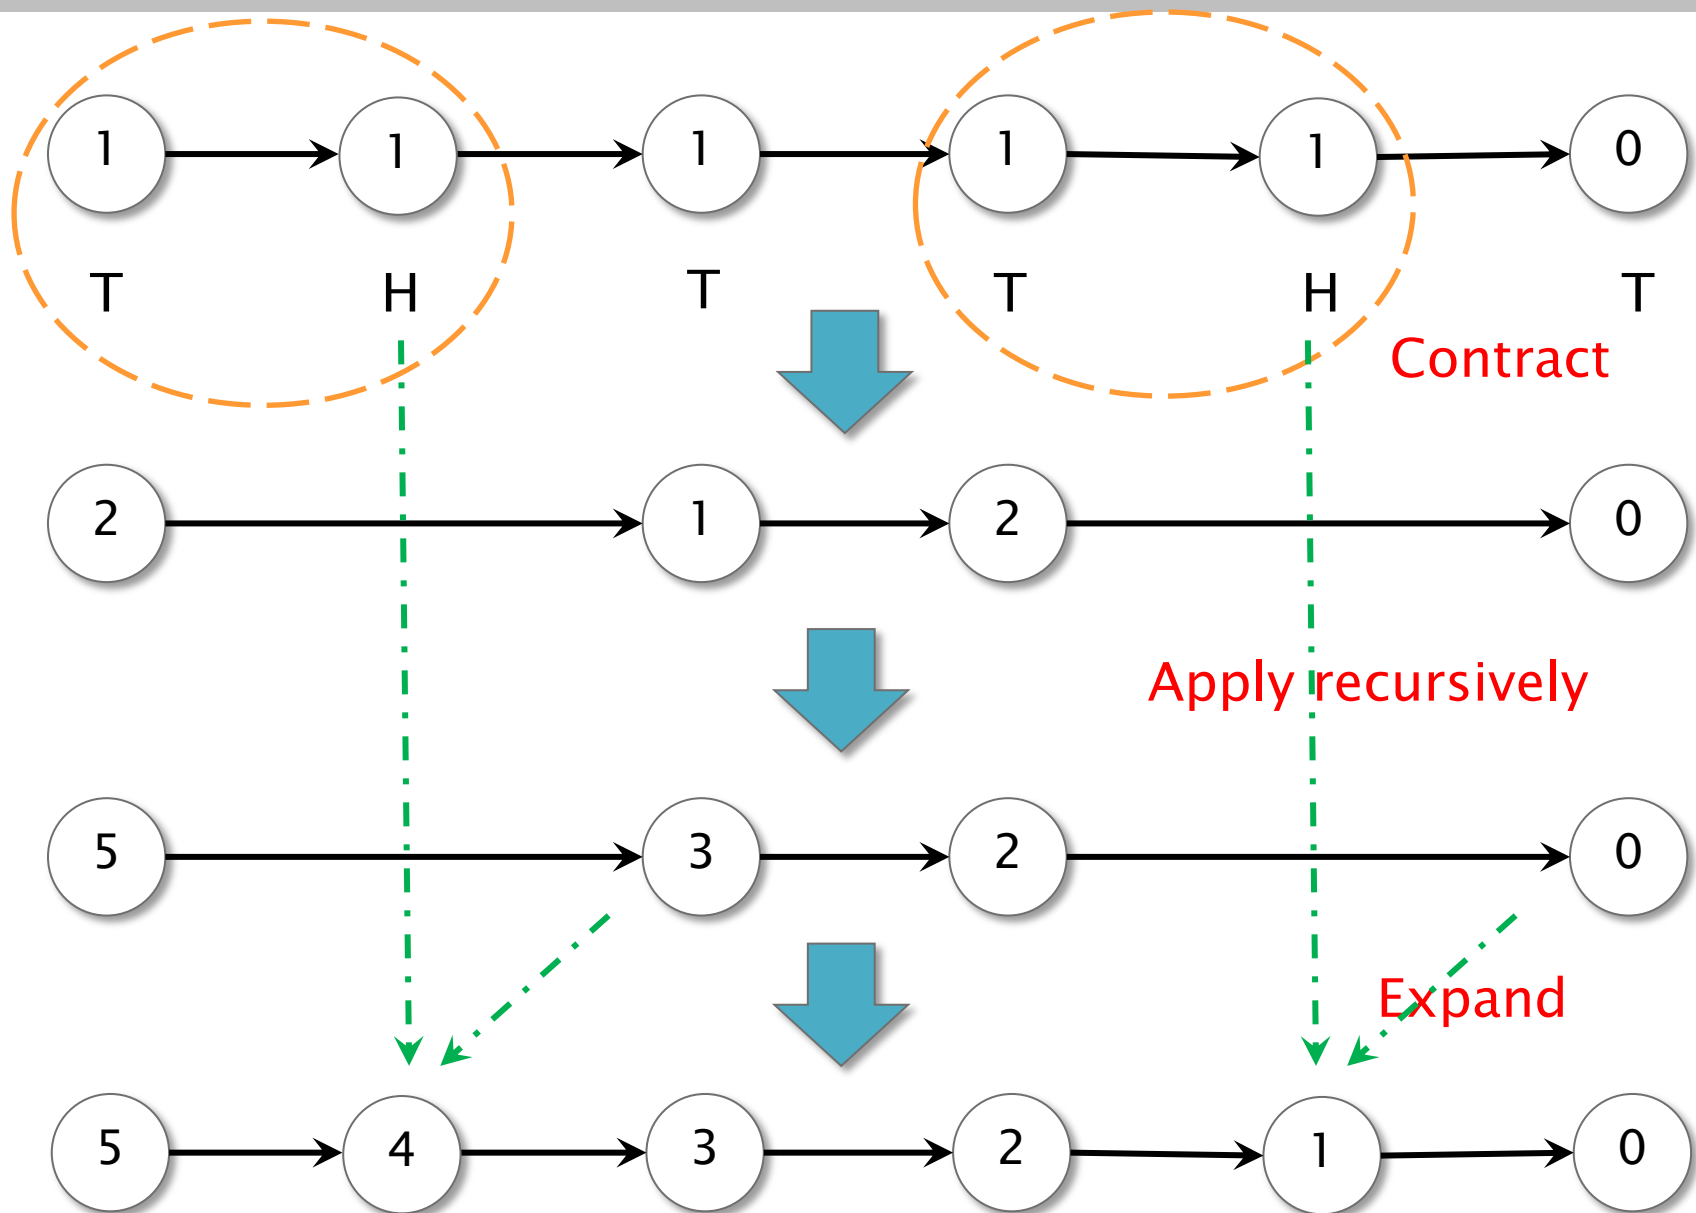 1 1 1 1 1 0
T H T T H T
Contract
2 1 2 0
Apply recursively
5 3 2 0
Expand
5 4 3 2 1 0